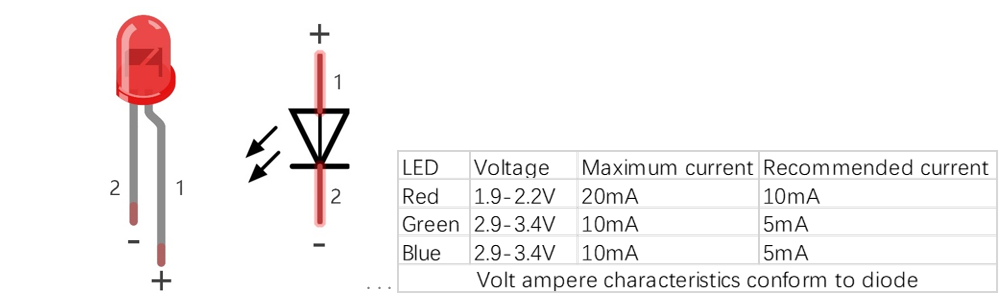 +
1
2
2
1
-
-
+
...
LED Voltage Maximum current Recommended current
Red 1.9-2.2V 20mA 10mA
Green 2.9-3.4V 10mA 5mA
Blue 2.9-3.4V 10mA 5mA
Volt ampere characteristics conform to diode